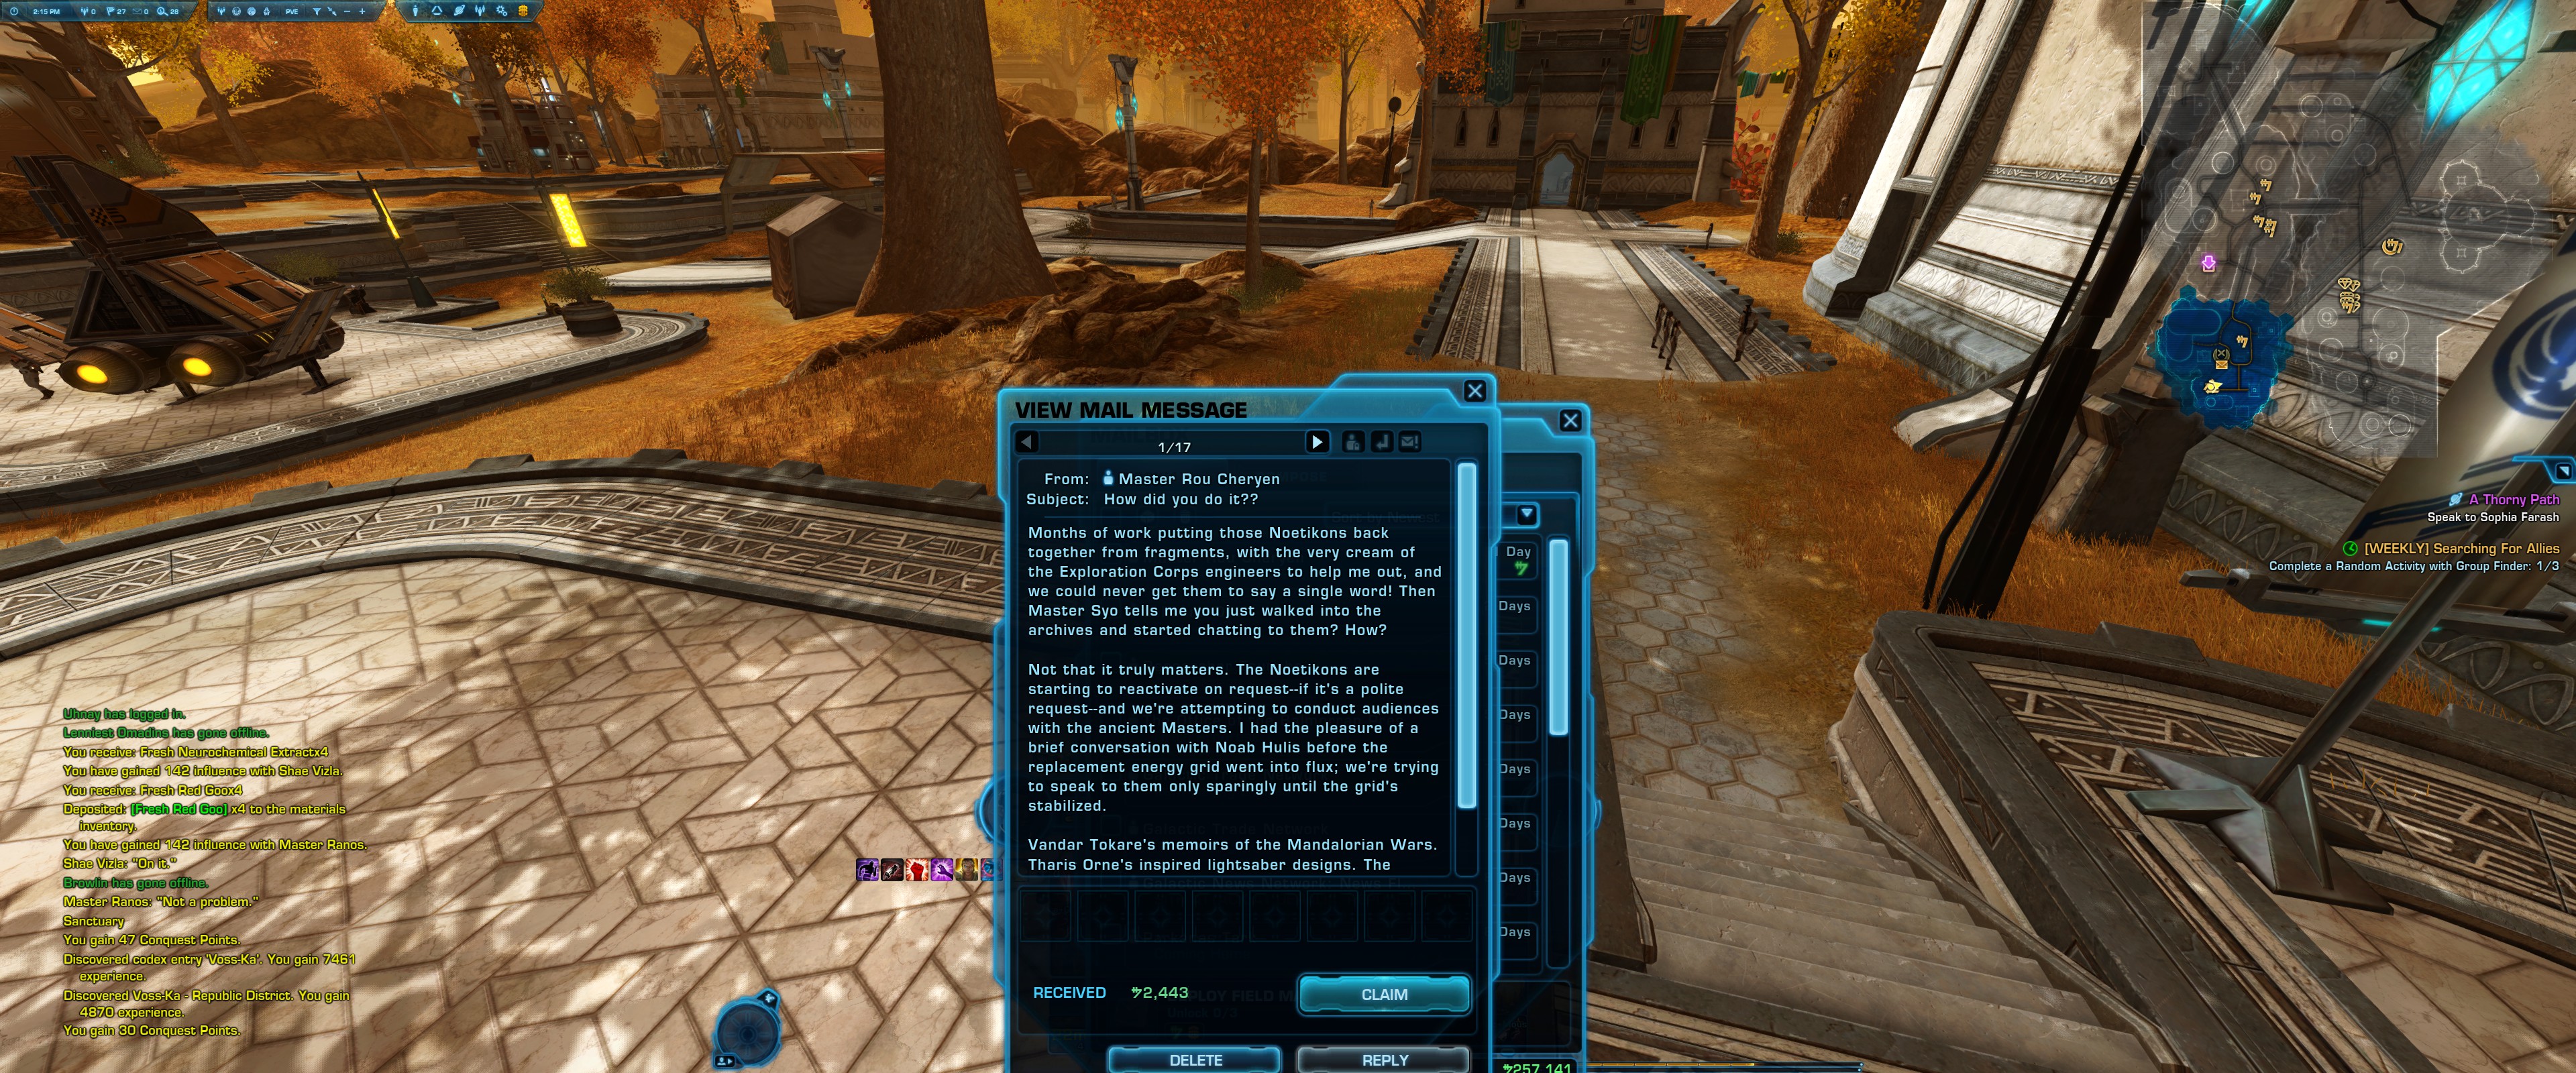 2:15 PM
0
27
0
28
PVE
VIEW MAIL MESSAGE
1/17
From: Master Rou Cheryen
Subject: How did you do it??
Months of work putting those Noetikons back
together from fragments, with the very cream of
the Exploration Corps engineers to help me out, and
we could never get them to say a single word! Then
Master Syo tells me you just walked into the
archives and started chatting to them? How?
Not that it truly matters. The Noetikons are
starting to reactivate on request--if it's a polite
request--and we're attempting to conduct audiences
with the ancient Masters. I had the pleasure of a
brief conversation with Noab Hulis before the
replacement energy grid went into flux; we're trying
to speak to them only sparingly until the grid's
stabilized.
Vandar Tokare's memoirs of the Mandalorian Wars.
Tharis Orne's inspired lightsaber designs. The
RECEIVED 2,443
CLAIM
DELETE
REPLY
Day
Days
Days
Days
Days
Days
Days
Days
257,141
A Thorny Path
Speak to Sophia Farash
[WEEKLY] Searching For Allies
Complete a Random Activity with Group Finder: 1/3
Uhnay has logged in.
Lenniest Omadins has gone offline.
You receive: Fresh Neurochemical Extractx4
You have gained 142 influence with Shae Vizla.
You receive: Fresh Red Goox4
Deposited: [Fresh Red Goo] x4 to the materials
inventory.
You have gained 142 influence with Master Ranos.
Shae Vizla: "On it."
Browlin has gone offline.
Master Ranos: "Not a problem."
Sanctuary
You gain 47 Conquest Points.
Discovered codex entry 'Voss-Ka'. You gain 7461
experience.
Discovered Voss-Ka - Republic District. You gain
4870 experience.
You gain 30 Conquest Points.